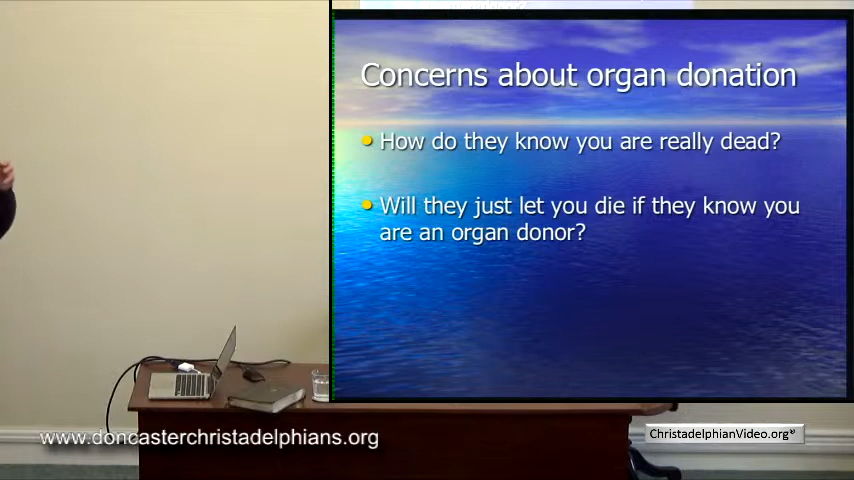 Concerns about organ donation
How do they know you are really dead?
Will they just let you die if they know you
are an organ donor?
www.doncasterchristadelphians.org
ChristadelphianVideo.org®